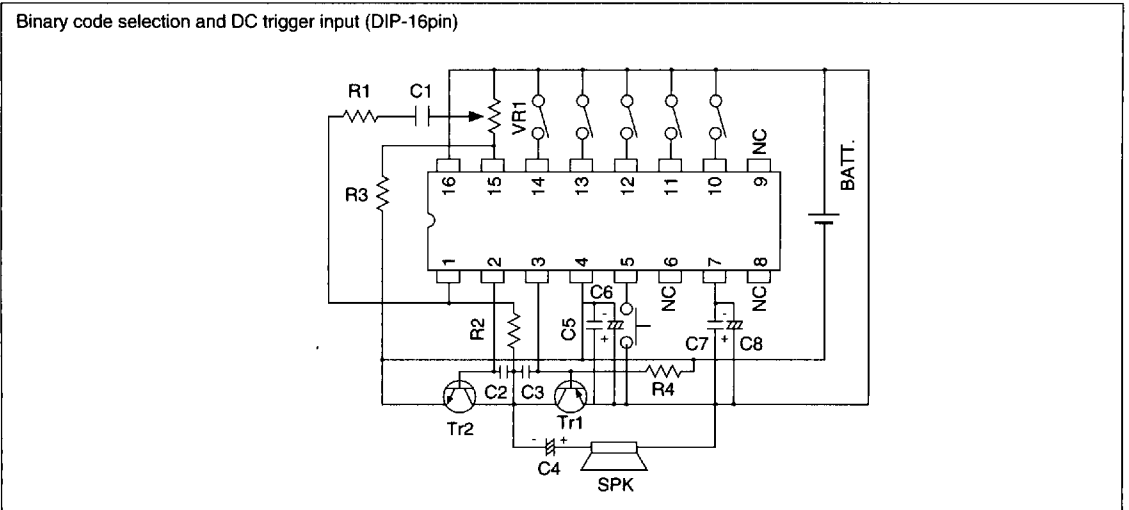 Binary code selection and DC trigger input (DIP-16pin)
R1
C1
VR1
R3
16
15
14
13
12
11
10
9
NC
BATT.
1
2
3
4
5
6
7
8
NC
NC
R2
C5
C6
-
+
C7
-
+
C8
C2
C3
R4
Tr2
Tr1
-
+
C4
SPK